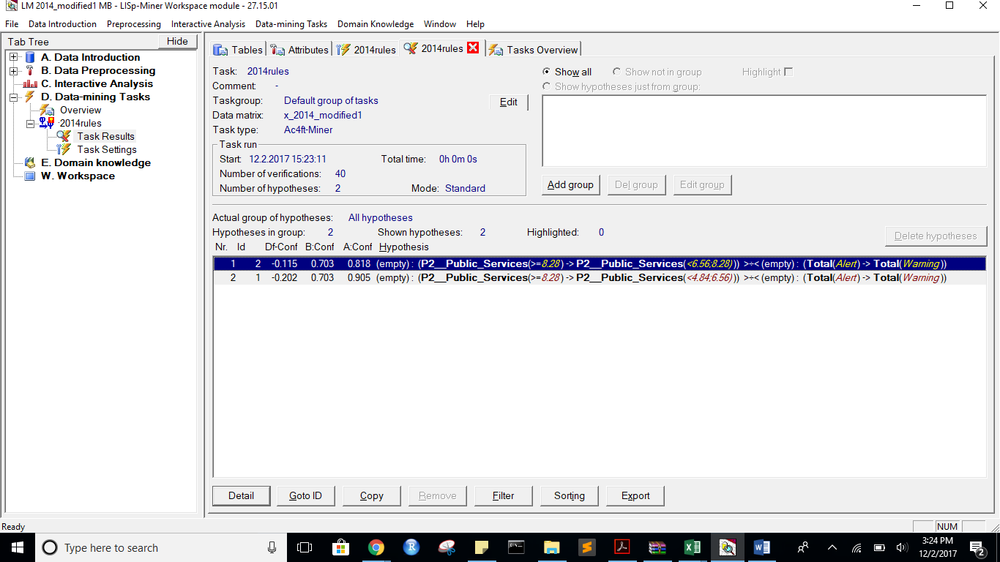 LM 2014_modified1 MB - LISp-Miner Workspace module - 27.15.01
File Data Introduction Preprocessing Interactive Analysis Data-mining Tasks Domain Knowledge Window Help
Tab Tree Hide
A. Data Introduction
B. Data Preprocessing
C. Interactive Analysis
D. Data-mining Tasks
Overview
2014rules
Task Results
Task Settings
E. Domain knowledge
W. Workspace
Tables Attributes 2014rules 2014rules Tasks Overview
Task: 2014rules
Comment: -
Taskgroup: Default group of tasks
Data matrix: x_2014_modified1
Task type: Ac4ft-Miner
Edit
Task run
Start: 12.2.2017 15:23:11 Total time: 0h 0m 0s
Number of verifications: 40
Number of hypotheses: 2 Mode: Standard
Show all Show not in group Highlight
Show hypotheses just from group:
Add group Del group Edit group
Actual group of hypotheses: All hypotheses
Hypotheses in group: 2 Shown hypotheses: 2 Highlighted: 0
Delete hypotheses
Nr. Id Df-Conf B:Conf A:Conf Hypothesis
1 2 -0.115 0.703 0.818 (empty) : (P2__Public_Services(>=8.28) -> P2__Public_Services(<6.56;8.28))) >÷< (empty) : (Total(Alert) -> Total(Warning))
2 1 -0.202 0.703 0.905 (empty) : (P2__Public_Services(>=8.28) -> P2__Public_Services(<4.84;6.56))) >÷< (empty) : (Total(Alert) -> Total(Warning))
Detail Goto ID Copy Remove Filter Sorting Export
Ready NUM
Type here to search
3:24 PM
12/2/2017
2